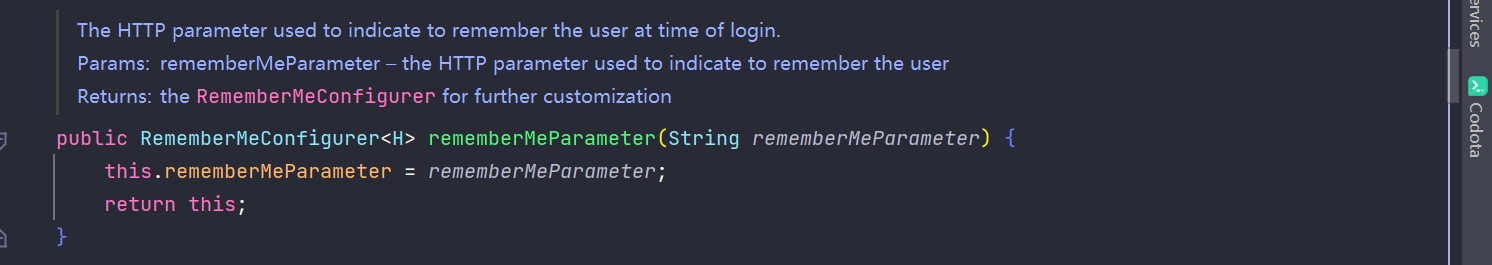 The HTTP parameter used to indicate to remember the user at time of login.
Params: rememberMeParameter – the HTTP parameter used to indicate to remember the user
Returns: the RememberMeConfigurer for further customization
public RememberMeConfigurer<H> rememberMeParameter(String rememberMeParameter) {
this.rememberMeParameter = rememberMeParameter;
return this;
}
ervices
Codota